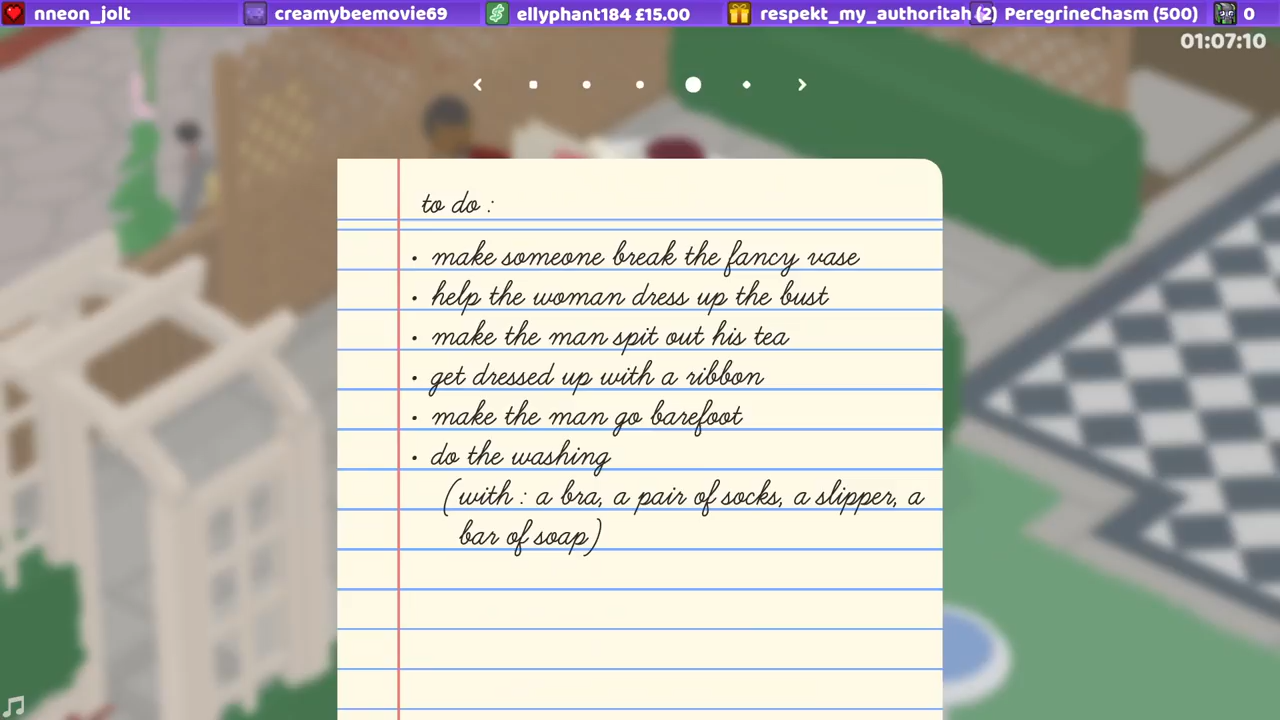 nneon_jolt creamybeemovie69 ellyphant184 £15.00 respekt_my_authoritah (2) PeregrineChasm (500) 0
01:07:10
to do :
• make someone break the fancy vase
• help the woman dress up the bust
• make the man spit out his tea
• get dressed up with a ribbon
• make the man go barefoot
• do the washing
(with : a bra, a pair of socks, a slipper, a
bar of soap)